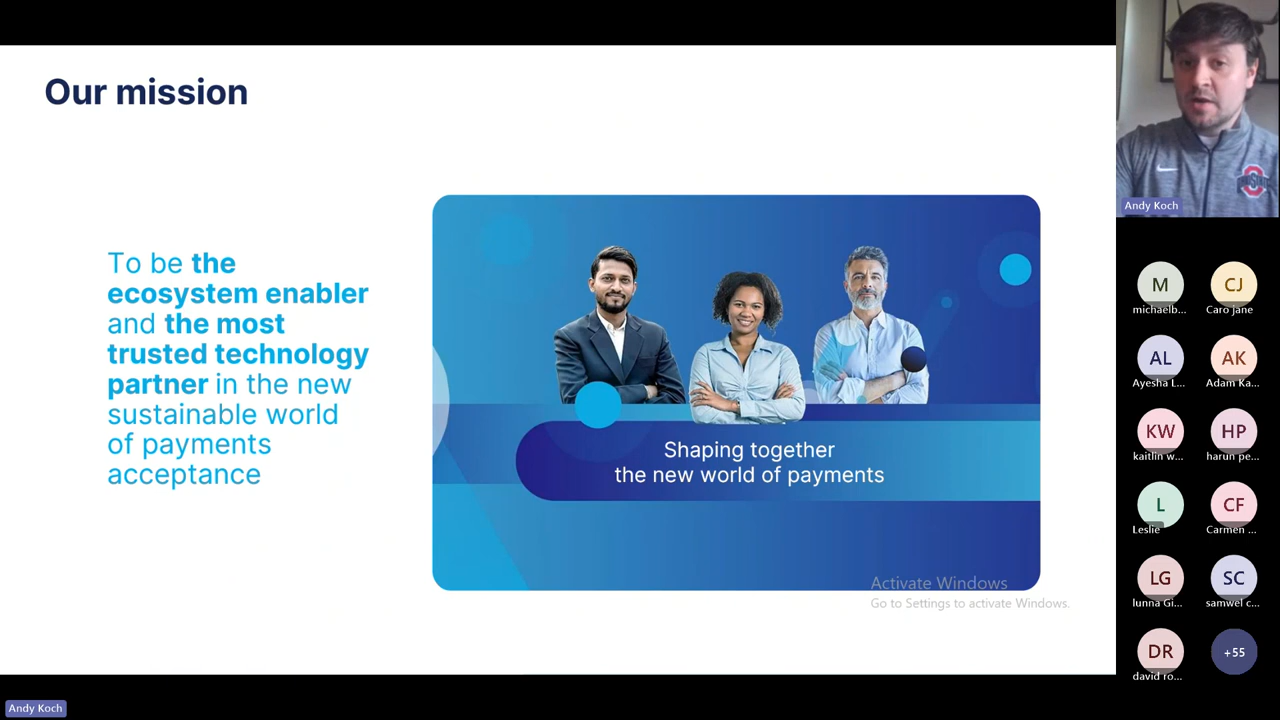 Our mission
To be the
ecosystem enabler
and the most
trusted technology
partner in the new
sustainable world
of payments
acceptance
Shaping together
the new world of payments
Activate Windows
Go to Settings to activate Windows.
Andy Koch
M
michaelb...
CJ
Caro jane
AL
Ayesha L...
AK
Adam Ka...
KW
kaitlin w...
HP
harun pe...
L
Leslie
CF
Carmen ...
LG
lunna Gi...
SC
samwel c...
DR
david ro...
+55
Andy Koch